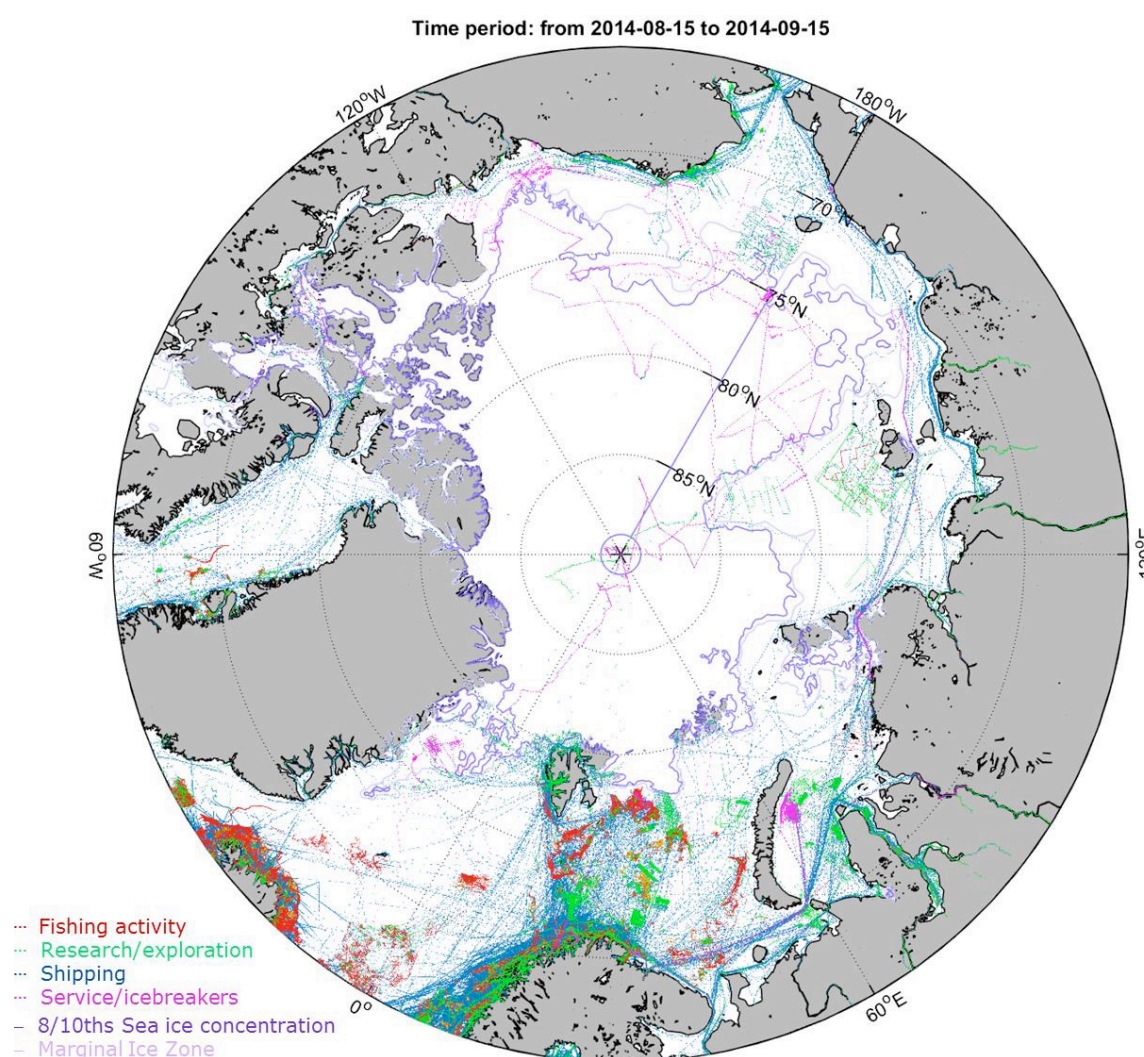 Time period: from 2014-08-15 to 2014-09-15
120°W
180°W
70°N
75°N
80°N
85°N
60°W
120°E
0°
60°E
Fishing activity
Research/exploration
Shipping
Service/icebreakers
8/10ths Sea ice concentration
Marginal Ice Zone